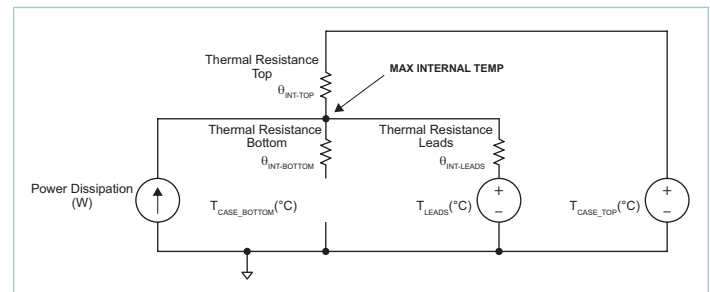 Thermal Resistance
Top
θINT-TOP
MAX INTERNAL TEMP
Thermal Resistance
Bottom
θINT-BOTTOM
Thermal Resistance
Leads
θINT-LEADS
Power Dissipation
(W)
TCASE_BOTTOM(°C)
TLEADS(°C)
+
–
TCASE_TOP(°C)
+
–